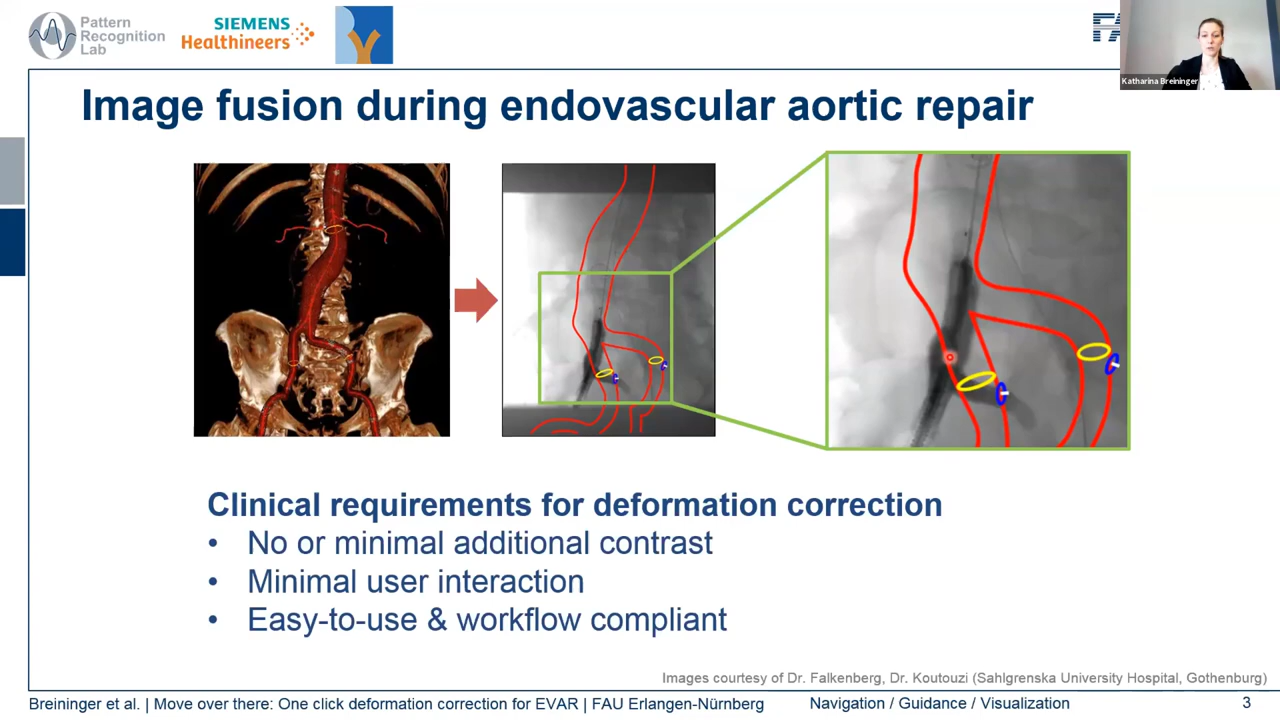 Pattern
Recognition
Lab
SIEMENS
Healthineers
FA
Katharina Breininger
Image fusion during endovascular aortic repair
Clinical requirements for deformation correction
• No or minimal additional contrast
• Minimal user interaction
• Easy-to-use & workflow compliant
Images courtesy of Dr. Falkenberg, Dr. Koutouzi (Sahlgrenska University Hospital, Gothenburg)
Breininger et al. | Move over there: One click deformation correction for EVAR | FAU Erlangen-Nürnberg
Navigation / Guidance / Visualization
3